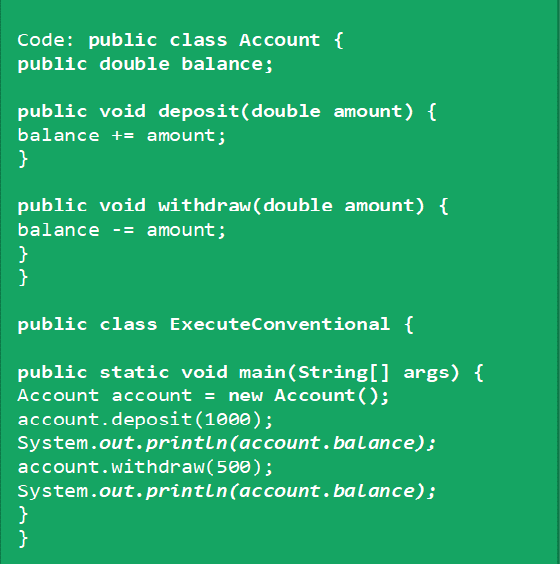 Code: public class Account {
public double balance;
public void deposit(double amount) {
balance += amount;
}
public void withdraw(double amount) {
balance -= amount;
}
}
public class ExecuteConventional {
public static void main(String[] args) {
Account account = new Account();
account.deposit(1000);
System.out.println(account.balance);
account.withdraw(500);
System.out.println(account.balance);
}
}